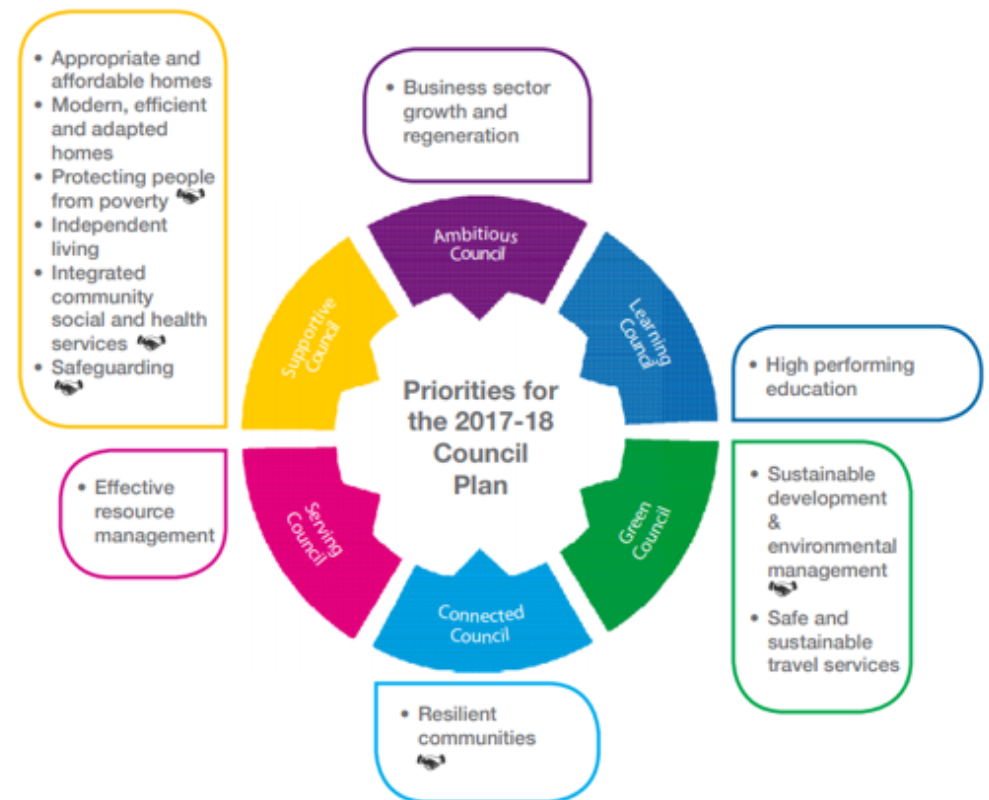 • Appropriate and
affordable homes
• Modern, efficient
and adapted
homes
• Protecting people
from poverty
• Independent
living
• Integrated
community
social and health
services
• Safeguarding
• Business sector
growth and
regeneration
Ambitious
Council
Supportive
Council
Learning
Council
Priorities for
the 2017-18
Council
Plan
• High performing
education
• Effective
resource
management
Serving
Council
Green
Council
• Sustainable
development
&
environmental
management
• Safe and
sustainable
travel services
Connected
Council
• Resilient
communities